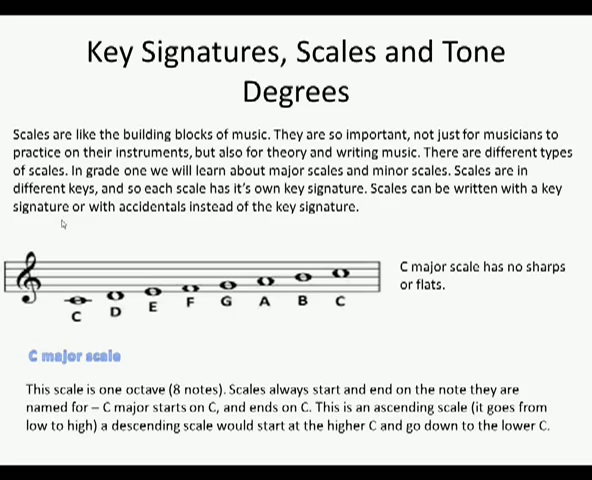 Key Signatures, Scales and Tone
Degrees
Scales are like the building blocks of music. They are so important, not just for musicians to
practice on their instruments, but also for theory and writing music. There are different types
of scales. In grade one we will learn about major scales and minor scales. Scales are in
different keys, and so each scale has it's own key signature. Scales can be written with a key
signature or with accidentals instead of the key signature.
C major scale has no sharps
or flats.
C D E F G A B C
C major scale
This scale is one octave (8 notes). Scales always start and end on the note they are
named for – C major starts on C, and ends on C. This is an ascending scale (it goes from
low to high) a descending scale would start at the higher C and go down to the lower C.